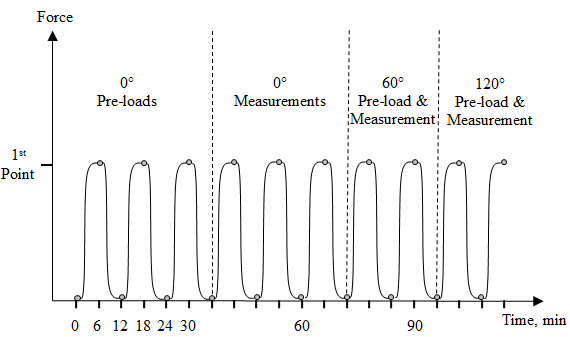 Force
0°
Pre-loads
0°
Measurements
60°
Pre-load &
Measurement
120°
Pre-load &
Measurement
1st
Point
0 6 12 18 24 30 60 90
Time, min